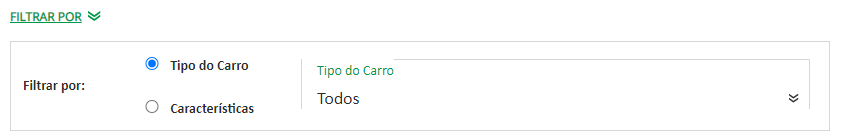 FILTRAR POR
Filtrar por:
Tipo do Carro
Características
Tipo do Carro
Todos